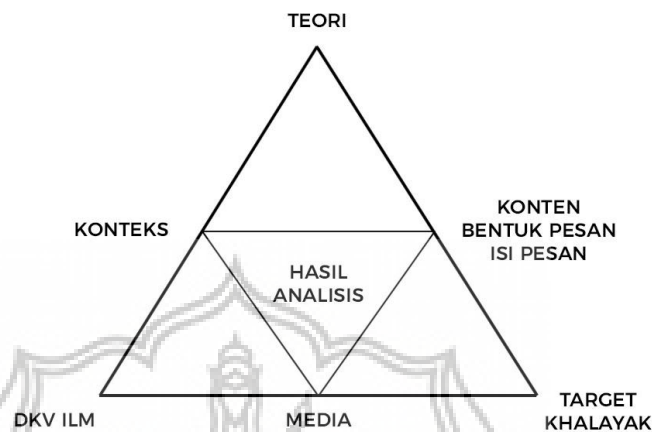 TEORI
KONTEKS
KONTEN
BENTUK PESAN
ISI PESAN
HASIL
ANALISIS
DKV ILM
MEDIA
TARGET
KHALAYAK